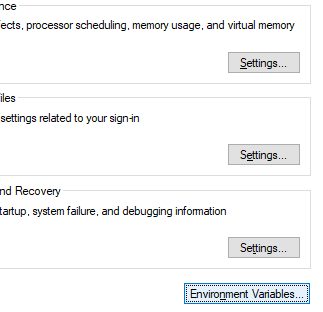 nce
fects, processor scheduling, memory usage, and virtual memory
Settings...
iles
settings related to your sign-in
Settings...
nd Recovery
tartup, system failure, and debugging information
Settings...
Environment Variables...